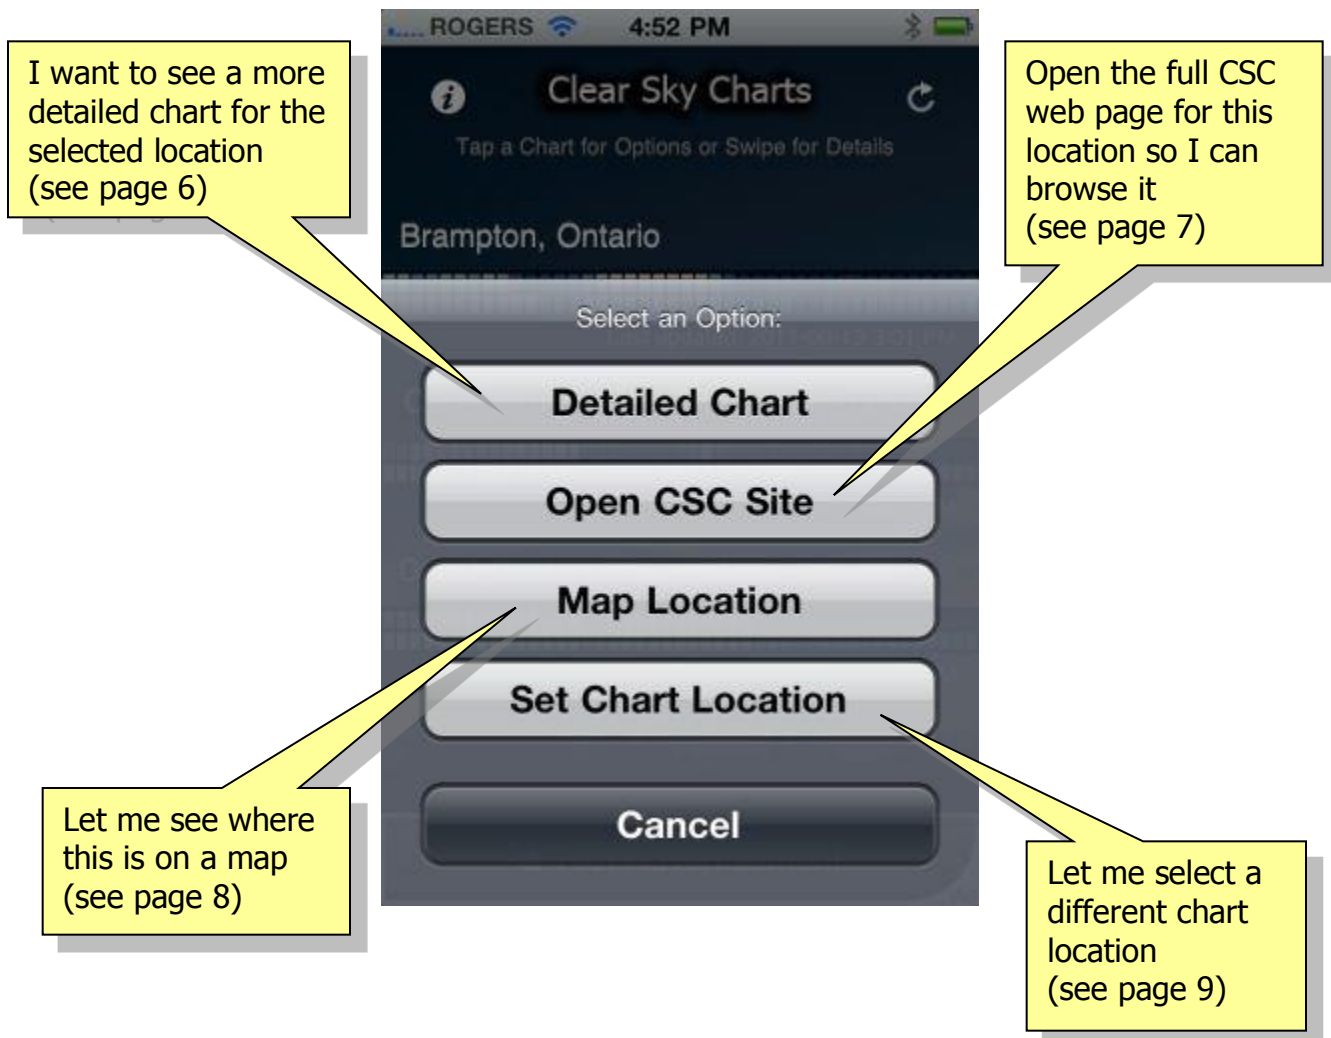 ROGERS 4:52 PM
Clear Sky Charts
Tap a Chart for Options or Swipe for Details
Brampton, Ontario
Select an Option:
Detailed Chart
Open CSC Site
Map Location
Set Chart Location
Cancel
I want to see a more
detailed chart for the
selected location
(see page 6)
Open the full CSC
web page for this
location so I can
browse it
(see page 7)
Let me see where
this is on a map
(see page 8)
Let me select a
different chart
location
(see page 9)